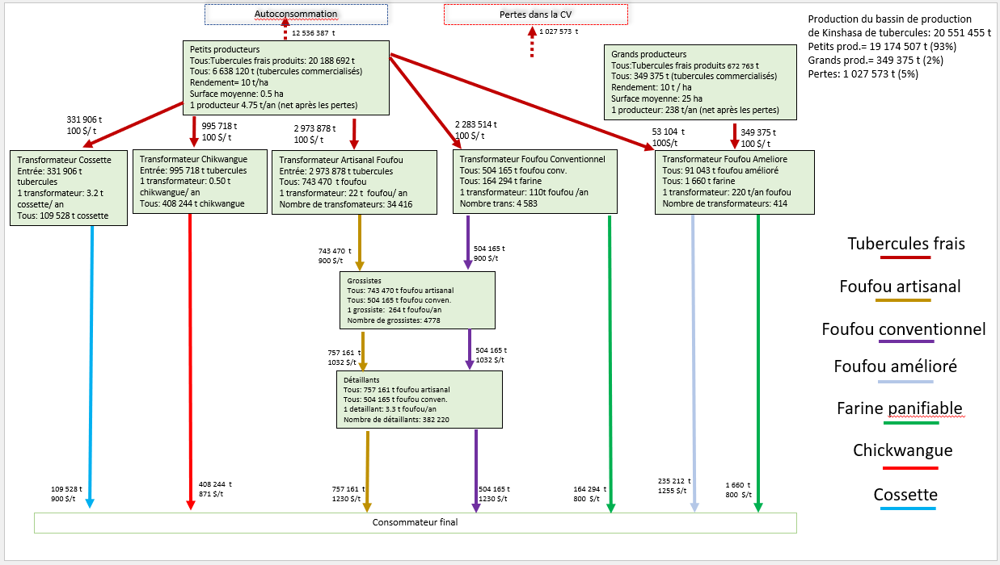 Autoconsommation
Pertes dans la CV
12 536 387 t
1 027 573 t
Production du bassin de production
de Kinshasa de tubercules: 20 551 455 t
Petits prod.= 19 174 507 t (93%)
Grands prod.= 349 375 t (2%)
Pertes: 1 027 573 t (5%)
Petits producteurs
Tous:Tubercules frais produits: 20 188 692 t
Tous: 6 638 120 t (tubercules commercialisés)
Rendement= 10 t/ha
Surface moyenne: 0.5 ha
1 producteur 4.75 t/an (net après les pertes)
Grands producteurs
Tous:Tubercules frais produits 672 763 t
Tous: 349 375 t (tubercules commercialisés)
Rendement: 10 t / ha
Surface moyenne: 25 ha
1 producteur: 238 t/an (net après les pertes)
331 906 t
100 $/ t
995 718 t
100 $/ t
2 973 878 t
100 $/ t
2 283 514 t
100 $/ t
53 104 t
100$/ t
349 375 t
100 $/ t
Transformateur Cossette
Entrée: 331 906 t
tubercules
1 transformateur: 3.2 t
cossette/ an
Tous: 109 528 t cossette
Transformateur Chikwangue
Entrée: 995 718 t tubercules
1 transformateur: 0.50 t
chikwangue/ an
Tous: 408 244 t chikwangue
Transformateur Artisanal Foufou
Entrée: 2 973 878 t tubercules
Tous: 743 470 t foufou
1 transformateur: 22 t foufou/ an
Nombre de transfomateurs: 34 416
Transformateur Foufou Conventionnel
Tous: 504 165 t foufou conv.
Tous: 164 294 t farine
1 transformateur: 110t foufou /an
Nombre trans: 4 583
Transformateur Foufou Ameliore
Tous: 91 043 t foufou amélioré
Tous: 1 660 t farine
1 transformateur: 220 t/an foufou
Nombre de transformateurs: 414
743 470 t
900 $/t
504 165 t
900 $/t
Grossistes
Tous: 743 470 t foufou artisanal
Tous: 504 165 t foufou conven.
1 grossiste: 264 t foufou/an
Nombre de grossistes: 4778
757 161 t
1032 $/t
504 165 t
1032 $/t
Détaillants
Tous: 757 161 t foufou artisanal
Tous: 504 165 t foufou conven.
1 detaillant: 3.3 t foufou/an
Nombre de détaillants: 382 220
109 528 t
900 $/t
408 244 t
871 $/t
757 161 t
1230 $/t
504 165 t
1230 $/t
164 294 t
800 $/t
235 212 t
1255 $/t
1 660 t
800 $/t
Consommateur final
Tubercules frais
Foufou artisanal
Foufou conventionnel
Foufou amélioré
Farine panifiable
Chickwangue
Cossette